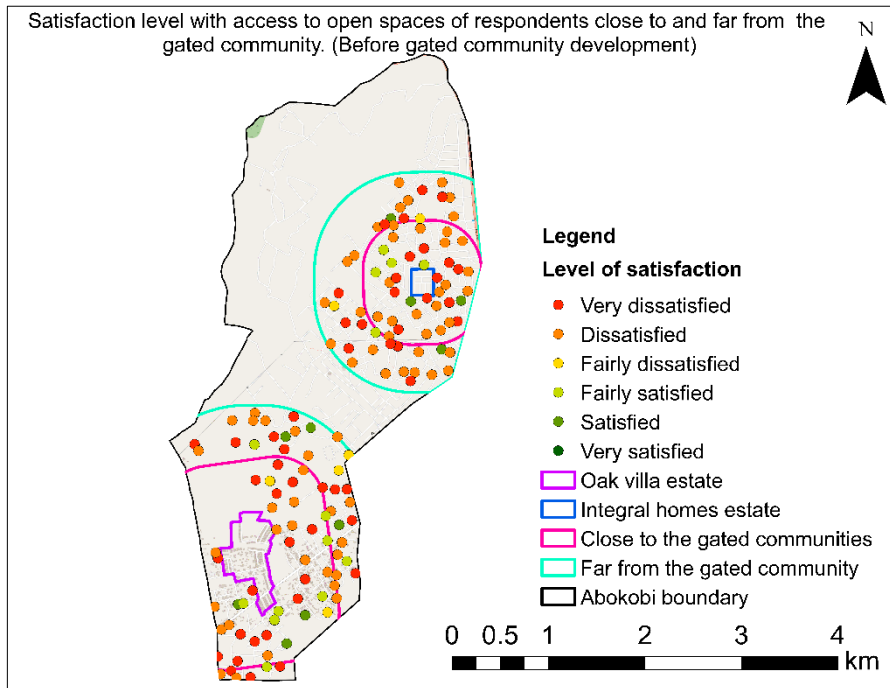 Satisfaction level with access to open spaces of respondents close to and far from the
gated community. (Before gated community development)
N
Legend
Level of satisfaction
Very dissatisfied
Dissatisfied
Fairly dissatisfied
Fairly satisfied
Satisfied
Very satisfied
Oak villa estate
Integral homes estate
Close to the gated communities
Far from the gated community
Abokobi boundary
0 0.5 1 2 3 4
km